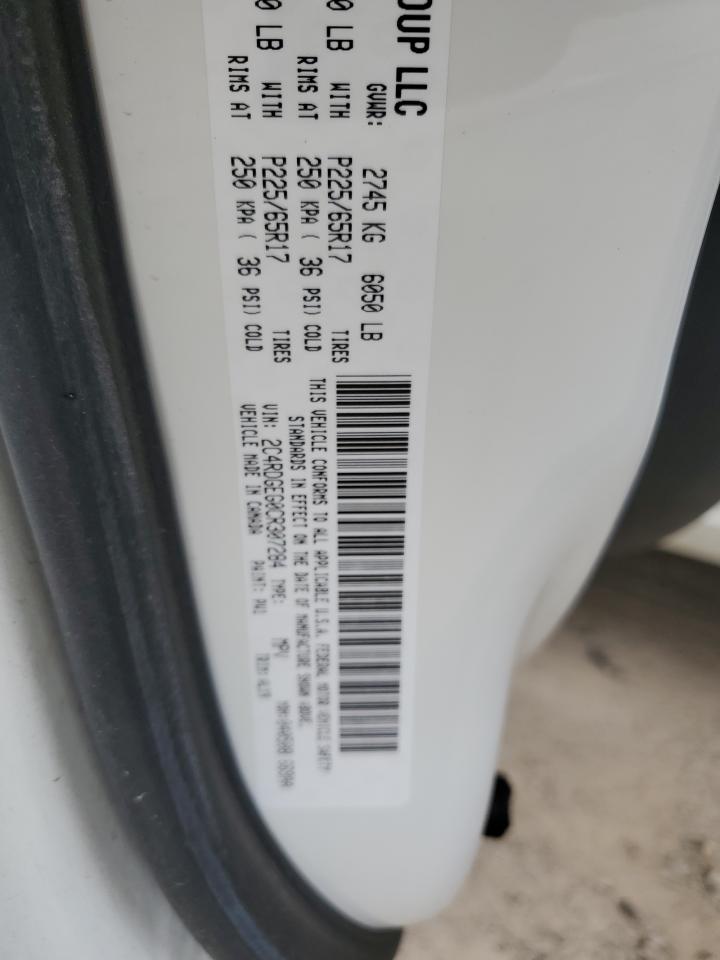 OUP LLC
GVWR: 2745 KG 6050 LB
0 LB WITH P225/65R17 TIRES
RIMS AT 250 KPA ( 36 PSI) COLD
0 LB WITH P225/65R17 TIRES
RIMS AT 250 KPA ( 36 PSI) COLD
THIS VEHICLE CONFORMS TO ALL APPLICABLE U.S.A. FEDERAL MOTOR VEHICLE SAFETY
STANDARDS IN EFFECT ON THE DATE OF MANUFACTURE SHOWN ABOVE.
VIN: 2C4RDGEG0CR307284 TYPE: MPV
VEHICLE MADE IN CANADA PAINT: PW1